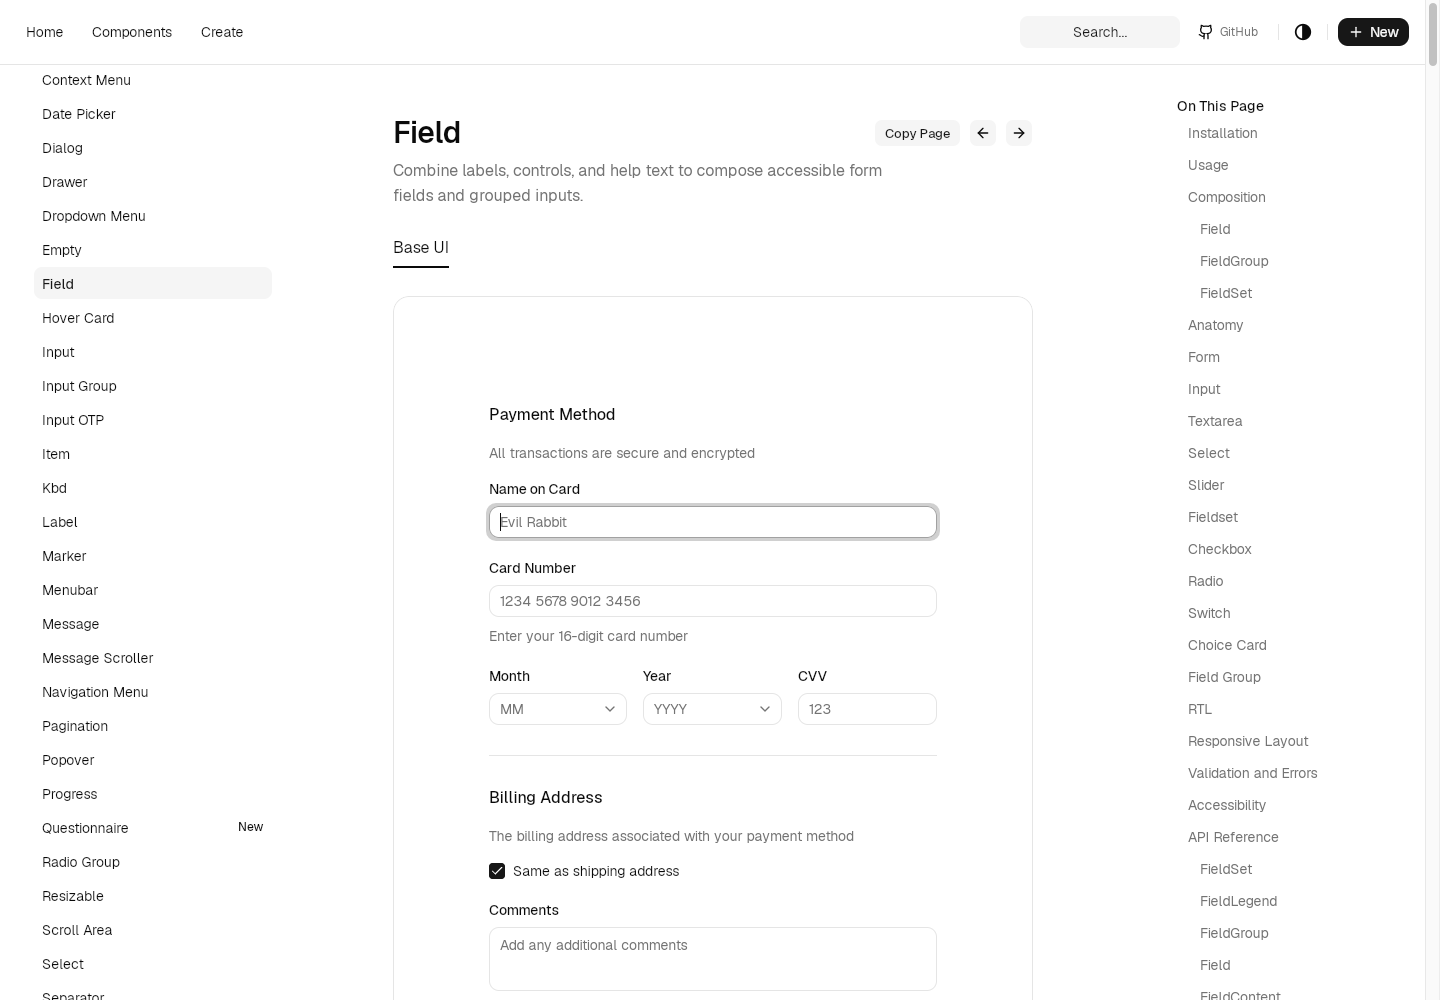 Home
Components
Create
Search...
GitHub
New
Context Menu
Date Picker
Dialog
Drawer
Dropdown Menu
Empty
Field
Hover Card
Input
Input Group
Input OTP
Item
Kbd
Label
Marker
Menubar
Message
Message Scroller
Navigation Menu
Pagination
Popover
Progress
Questionnaire New
Radio Group
Resizable
Scroll Area
Select
Separator
Field
Copy Page
Combine labels, controls, and help text to compose accessible form
fields and grouped inputs.
Base UI
Payment Method
All transactions are secure and encrypted
Name on Card
Evil Rabbit
Card Number
1234 5678 9012 3456
Enter your 16-digit card number
Month Year CVV
MM YYYY 123
Billing Address
The billing address associated with your payment method
Same as shipping address
Comments
Add any additional comments
On This Page
Installation
Usage
Composition
Field
FieldGroup
FieldSet
Anatomy
Form
Input
Textarea
Select
Slider
Fieldset
Checkbox
Radio
Switch
Choice Card
Field Group
RTL
Responsive Layout
Validation and Errors
Accessibility
API Reference
FieldSet
FieldLegend
FieldGroup
Field
FieldContent